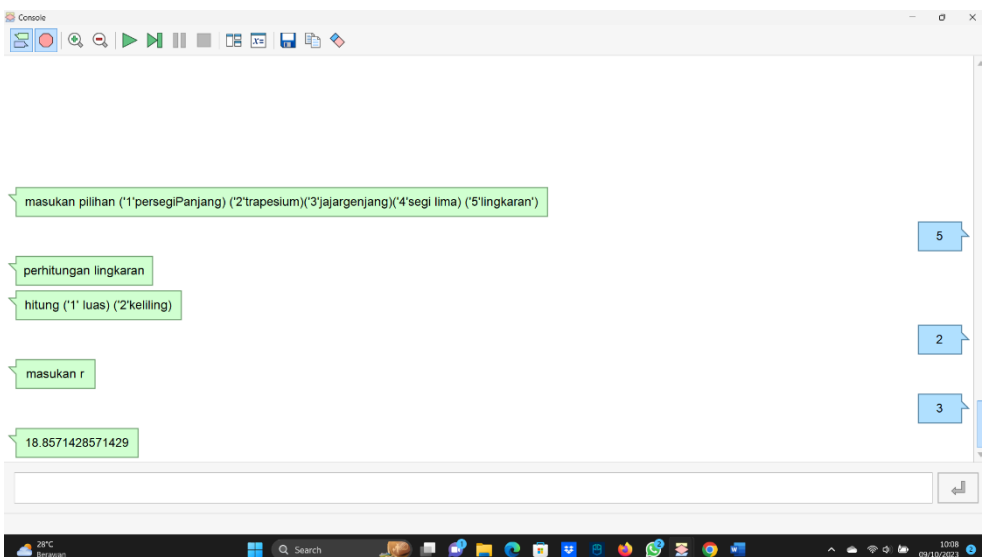 Console
masukan pilihan ('1'persegiPanjang) ('2'trapesium)('3'jajargenjang)('4'segi lima) ('5'lingkaran')
5
perhitungan lingkaran
hitung ('1' luas) ('2'keliling)
2
masukan r
3
18.8571428571429
28°C
Berawan
Search
10:08
09/10/2023
2